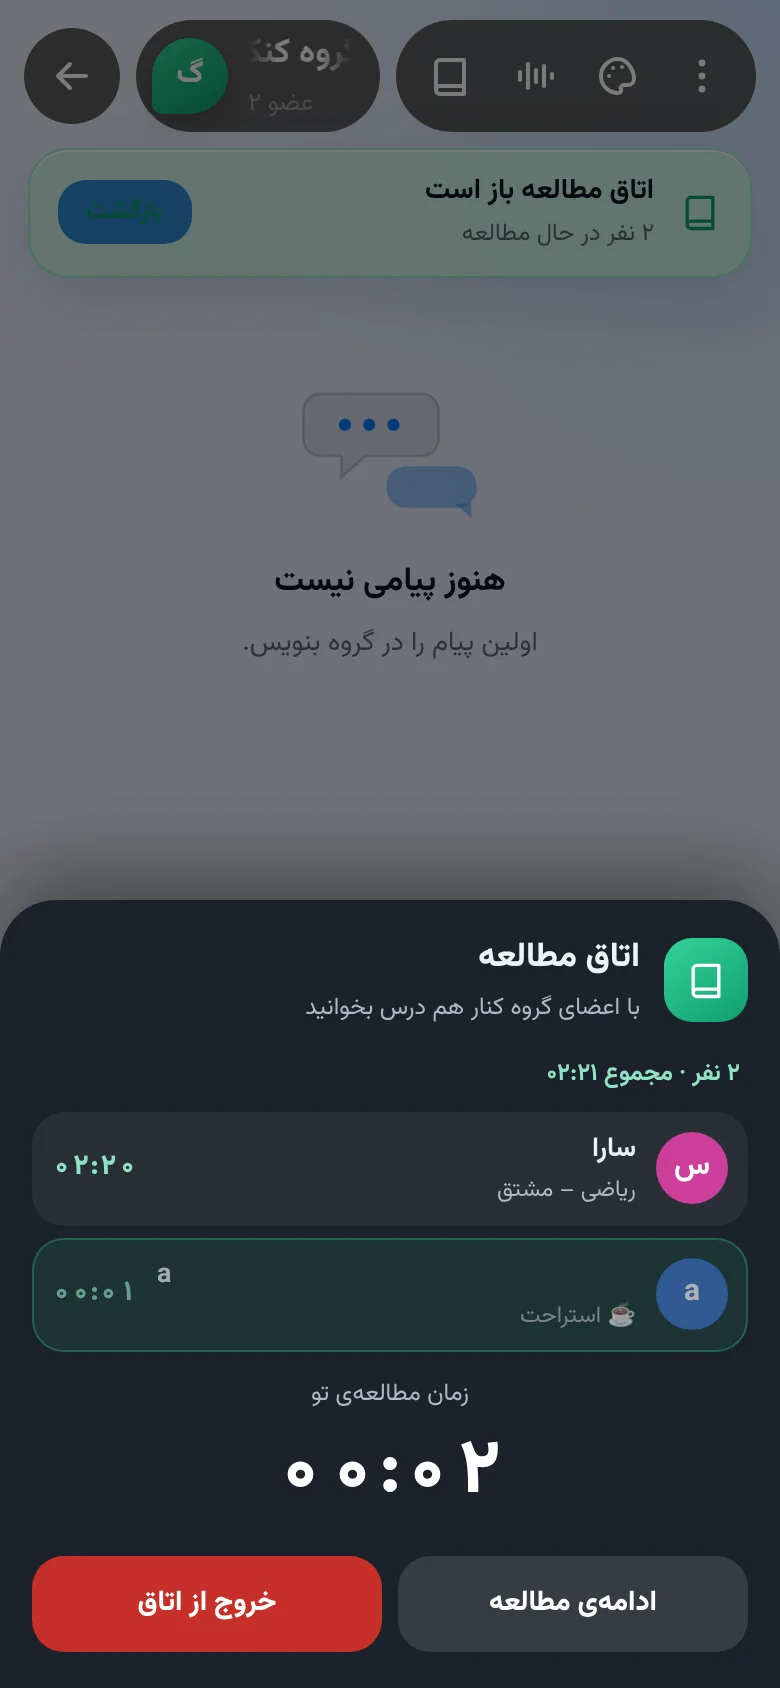 گ
۲ عضو
اتاق مطالعه باز است
۲ نفر در حال مطالعه
بازگشت
هنوز پیامی نیست
اولین پیام را در گروه بنویس.
اتاق مطالعه
با اعضای گروه کنار هم درس بخوانید
۲ نفر · مجموع ۰۲:۲۱
س
سارا
ریاضی – مشتق
۰۲:۲۰
a
a
☕ استراحت
۰۰:۰۱
زمان مطالعه‌ی تو
۰۰:۰۲
ادامه‌ی مطالعه
خروج از اتاق